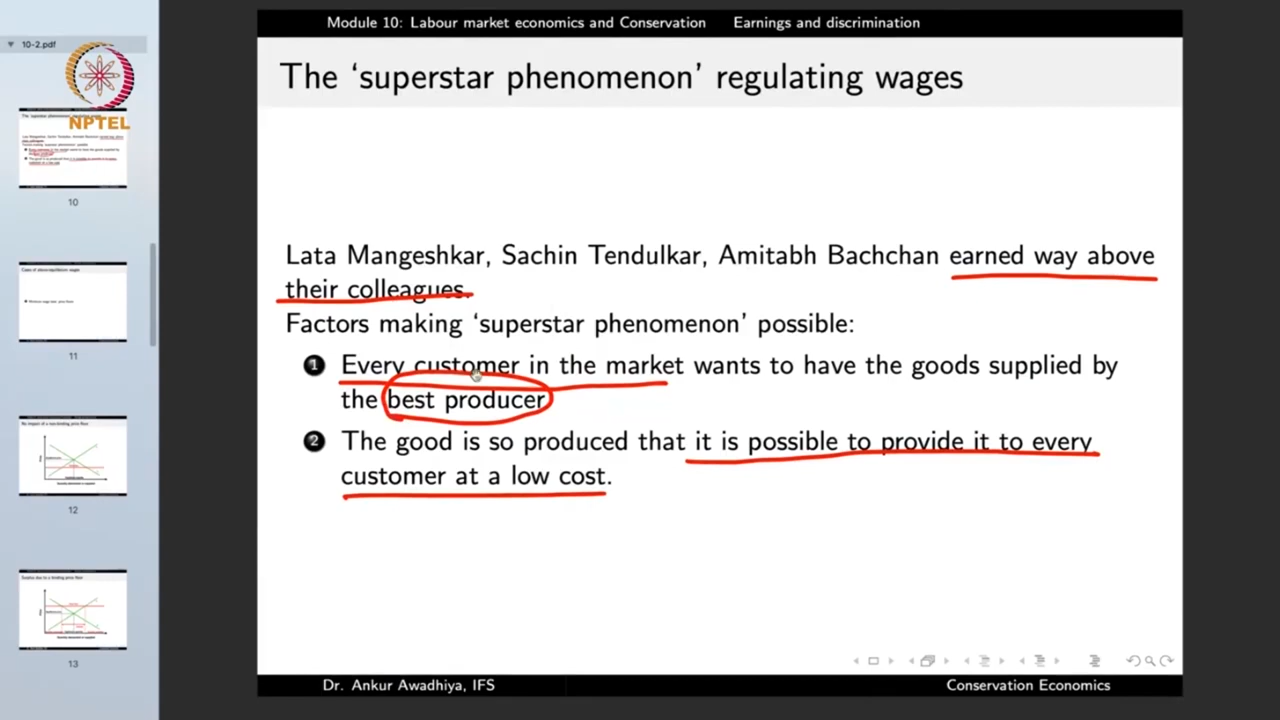 Module 10: Labour market economics and Conservation Earnings and discrimination
10-2.pdf
NPTEL
The ‘superstar phenomenon’ regulating wages
Lata Mangeshkar, Sachin Tendulkar, Amitabh Bachchan earned way above
their colleagues.
Factors making ‘superstar phenomenon’ possible:
1 Every customer in the market wants to have the goods supplied by
the best producer
2 The good is so produced that it is possible to provide it to every
customer at a low cost.
10
11
12
13
Dr. Ankur Awadhiya, IFS Conservation Economics